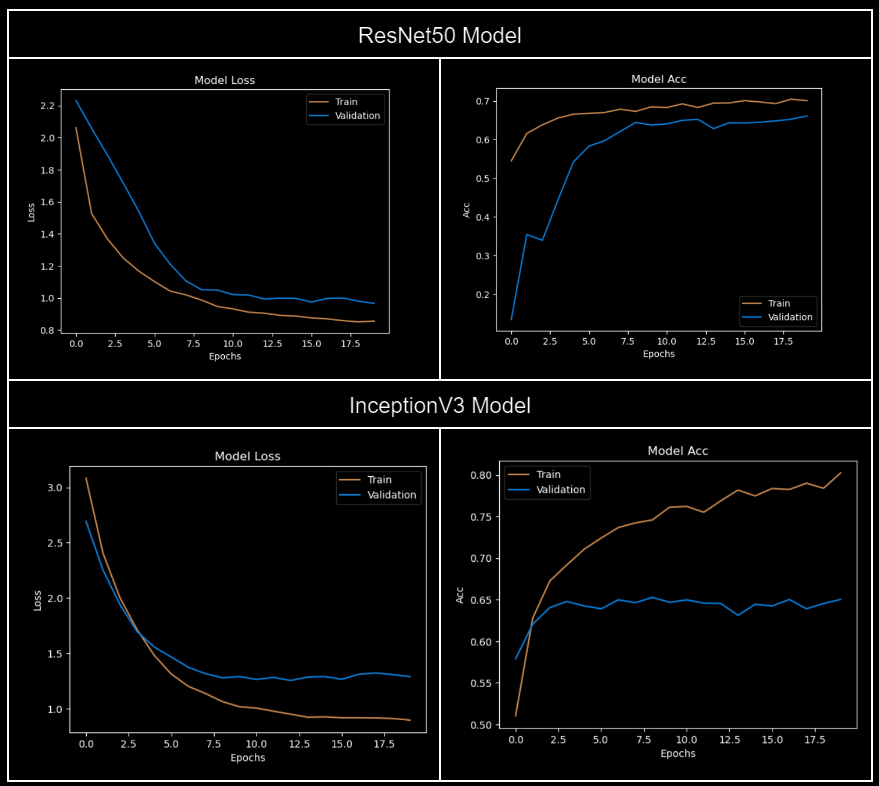 ResNet50 Model
Model Loss
Train
Validation
2.2
2.0
1.8
1.6
1.4
1.2
1.0
0.8
Loss
0.0 2.5 5.0 7.5 10.0 12.5 15.0 17.5
Epochs
Model Acc
0.7
0.6
0.5
0.4
0.3
0.2
Acc
Train
Validation
0.0 2.5 5.0 7.5 10.0 12.5 15.0 17.5
Epochs
InceptionV3 Model
Model Loss
Train
Validation
3.0
2.5
2.0
1.5
1.0
Loss
0.0 2.5 5.0 7.5 10.0 12.5 15.0 17.5
Epochs
Model Acc
Train
Validation
0.80
0.75
0.70
0.65
0.60
0.55
0.50
Acc
0.0 2.5 5.0 7.5 10.0 12.5 15.0 17.5
Epochs